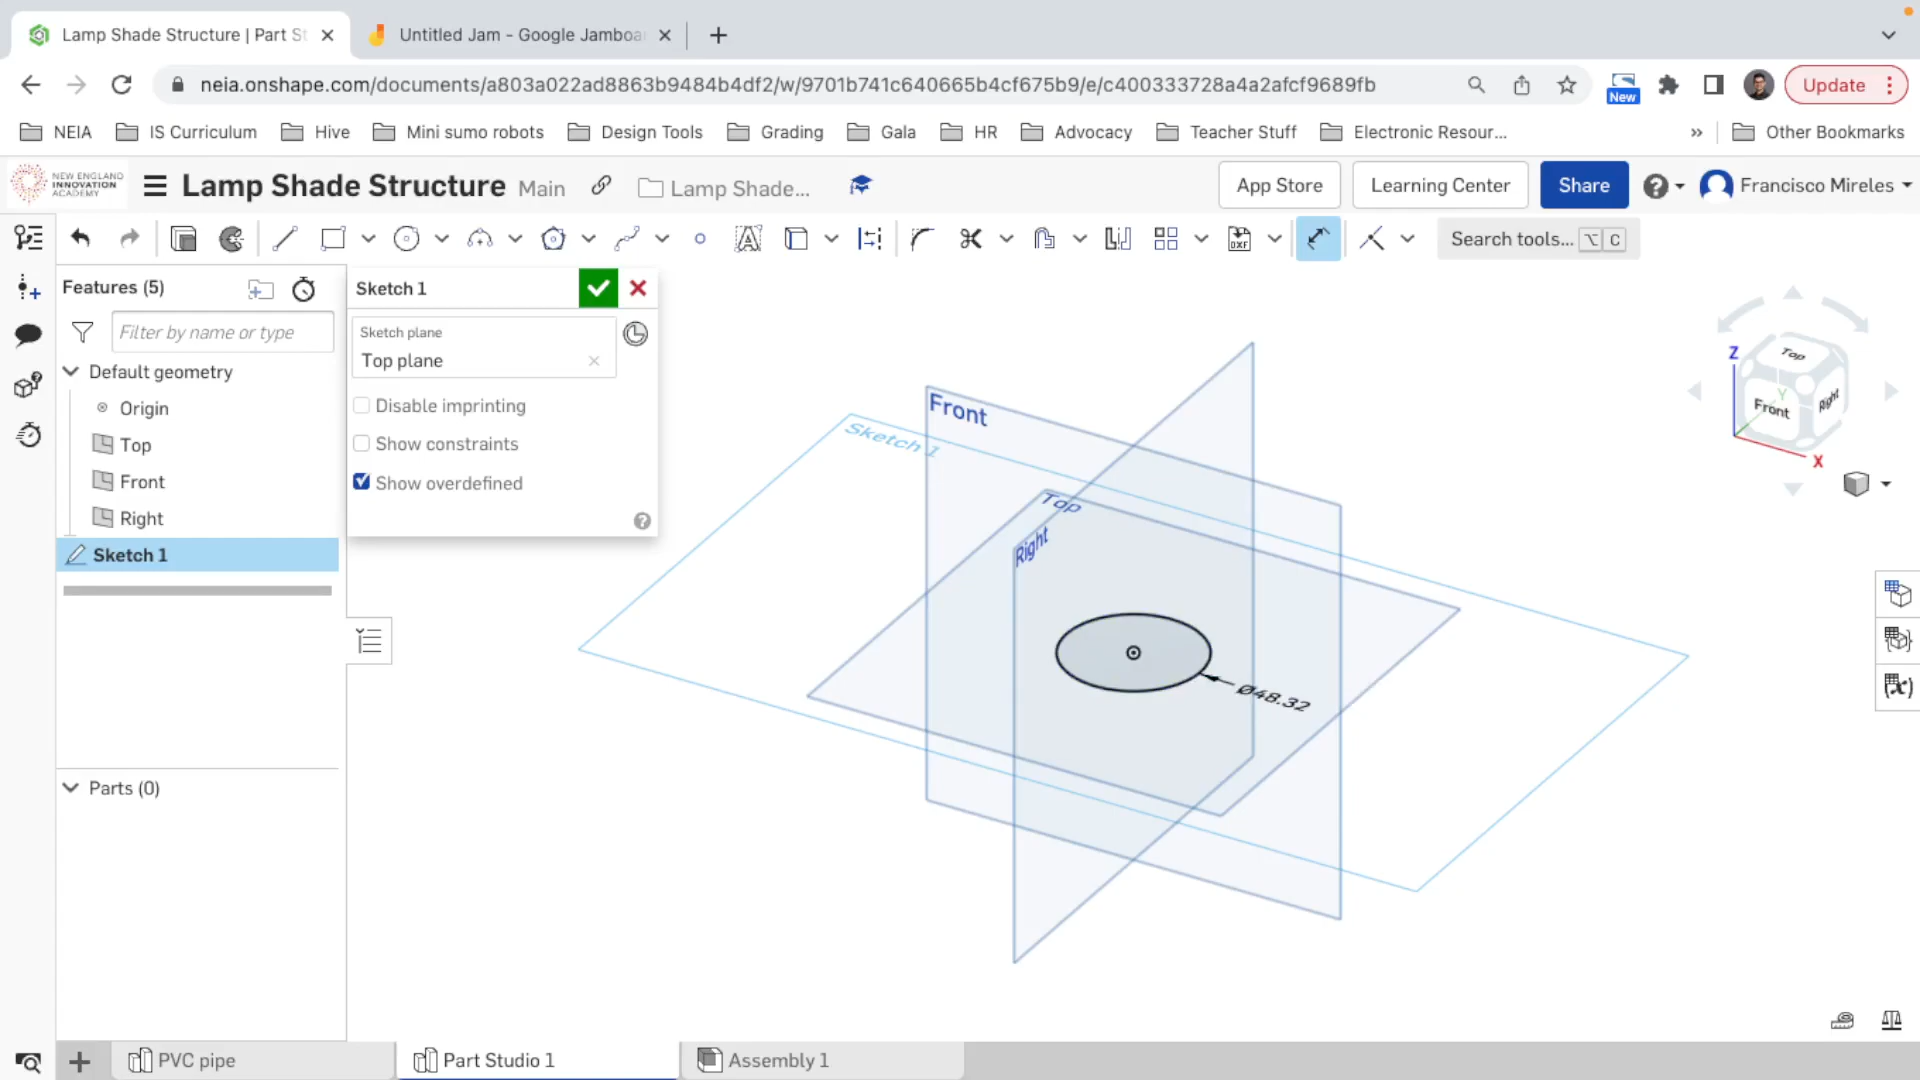 Lamp Shade Structure | Part St
Untitled Jam - Google Jamboa
neia.onshape.com/documents/a803a022ad8863b9484b4df2/w/9701b741c640665b4cf675b9/e/c400333728a4a2afcf9689fb
New
Update
NEIA
IS Curriculum
Hive
Mini sumo robots
Design Tools
Grading
Gala
HR
Advocacy
Teacher Stuff
Electronic Resour...
»
Other Bookmarks
NEW ENGLAND
INNOVATION
ACADEMY
Lamp Shade Structure
Main
Lamp Shade...
App Store
Learning Center
Share
Francisco Mireles
DXF
Search tools... ⌥ C
Features (5)
Filter by name or type
Default geometry
Origin
Top
Front
Right
Sketch 1
Parts (0)
Sketch 1
Sketch plane
Top plane
Disable imprinting
Show constraints
Show overdefined
Front
Sketch 1
Top
Right
Ø48.32
Z
Top
Y
Front
Right
X
PVC pipe
Part Studio 1
Assembly 1